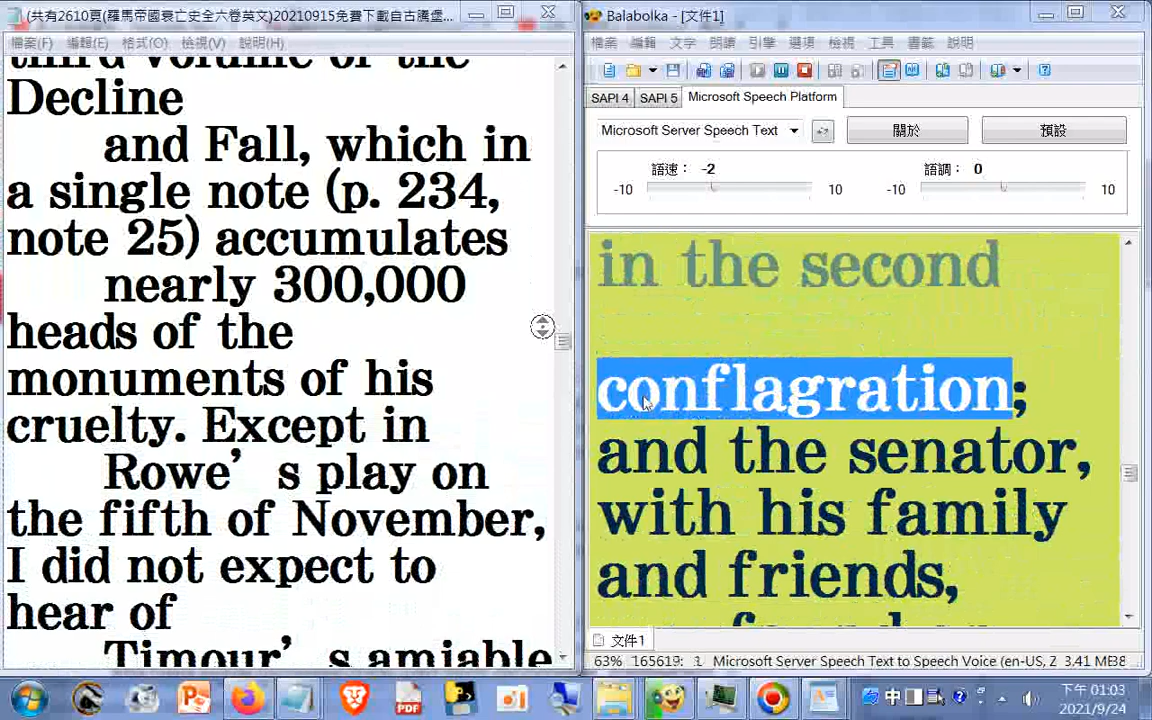 (共有2610頁(羅馬帝國衰亡史全六卷英文)20210915免費下載自古騰堡...
檔案(F) 編輯(E) 格式(O) 檢視(V) 說明(H)
third volume of the
Decline
and Fall, which in
a single note (p. 234,
note 25) accumulates
nearly 300,000
heads of the
monuments of his
cruelty. Except in
Rowe’s play on
the fifth of November,
I did not expect to
hear of
Timour’s amiable
Balabolka - [文件1]
檔案 編輯 文字 朗讀 引擎 選項 檢視 工具 書籤 說明
SAPI 4 SAPI 5 Microsoft Speech Platform
Microsoft Server Speech Text 關於 預設
語速： -2 語調： 0
-10 10 -10 10
in the second
conflagration;
and the senator,
with his family
and friends,
文件1
63% 165619: 1 Microsoft Server Speech Text to Speech Voice (en-US, Z 3.41 MB
中
下午 01:03
2021/9/24